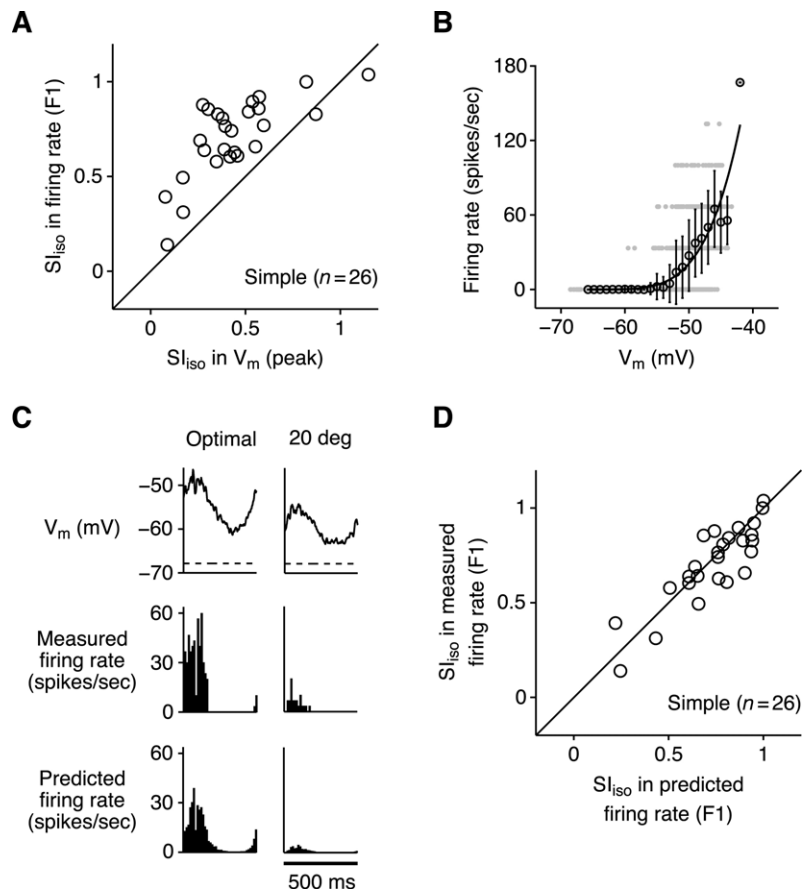 A
SI_iso in firing rate (F1)
1
0.5
0
Simple (n=26)
0
0.5
1
SI_iso in V_m (peak)
B
Firing rate (spikes/sec)
180
120
60
0
−70
−60
−50
−40
V_m (mV)
C
Optimal
20 deg
V_m (mV)
−50
−60
−70
Measured
firing rate
(spikes/sec)
60
30
0
Predicted
firing rate
(spikes/sec)
60
30
0
500 ms
D
SI_iso in measured
firing rate (F1)
1
0.5
0
Simple (n=26)
0
0.5
1
SI_iso in predicted
firing rate (F1)